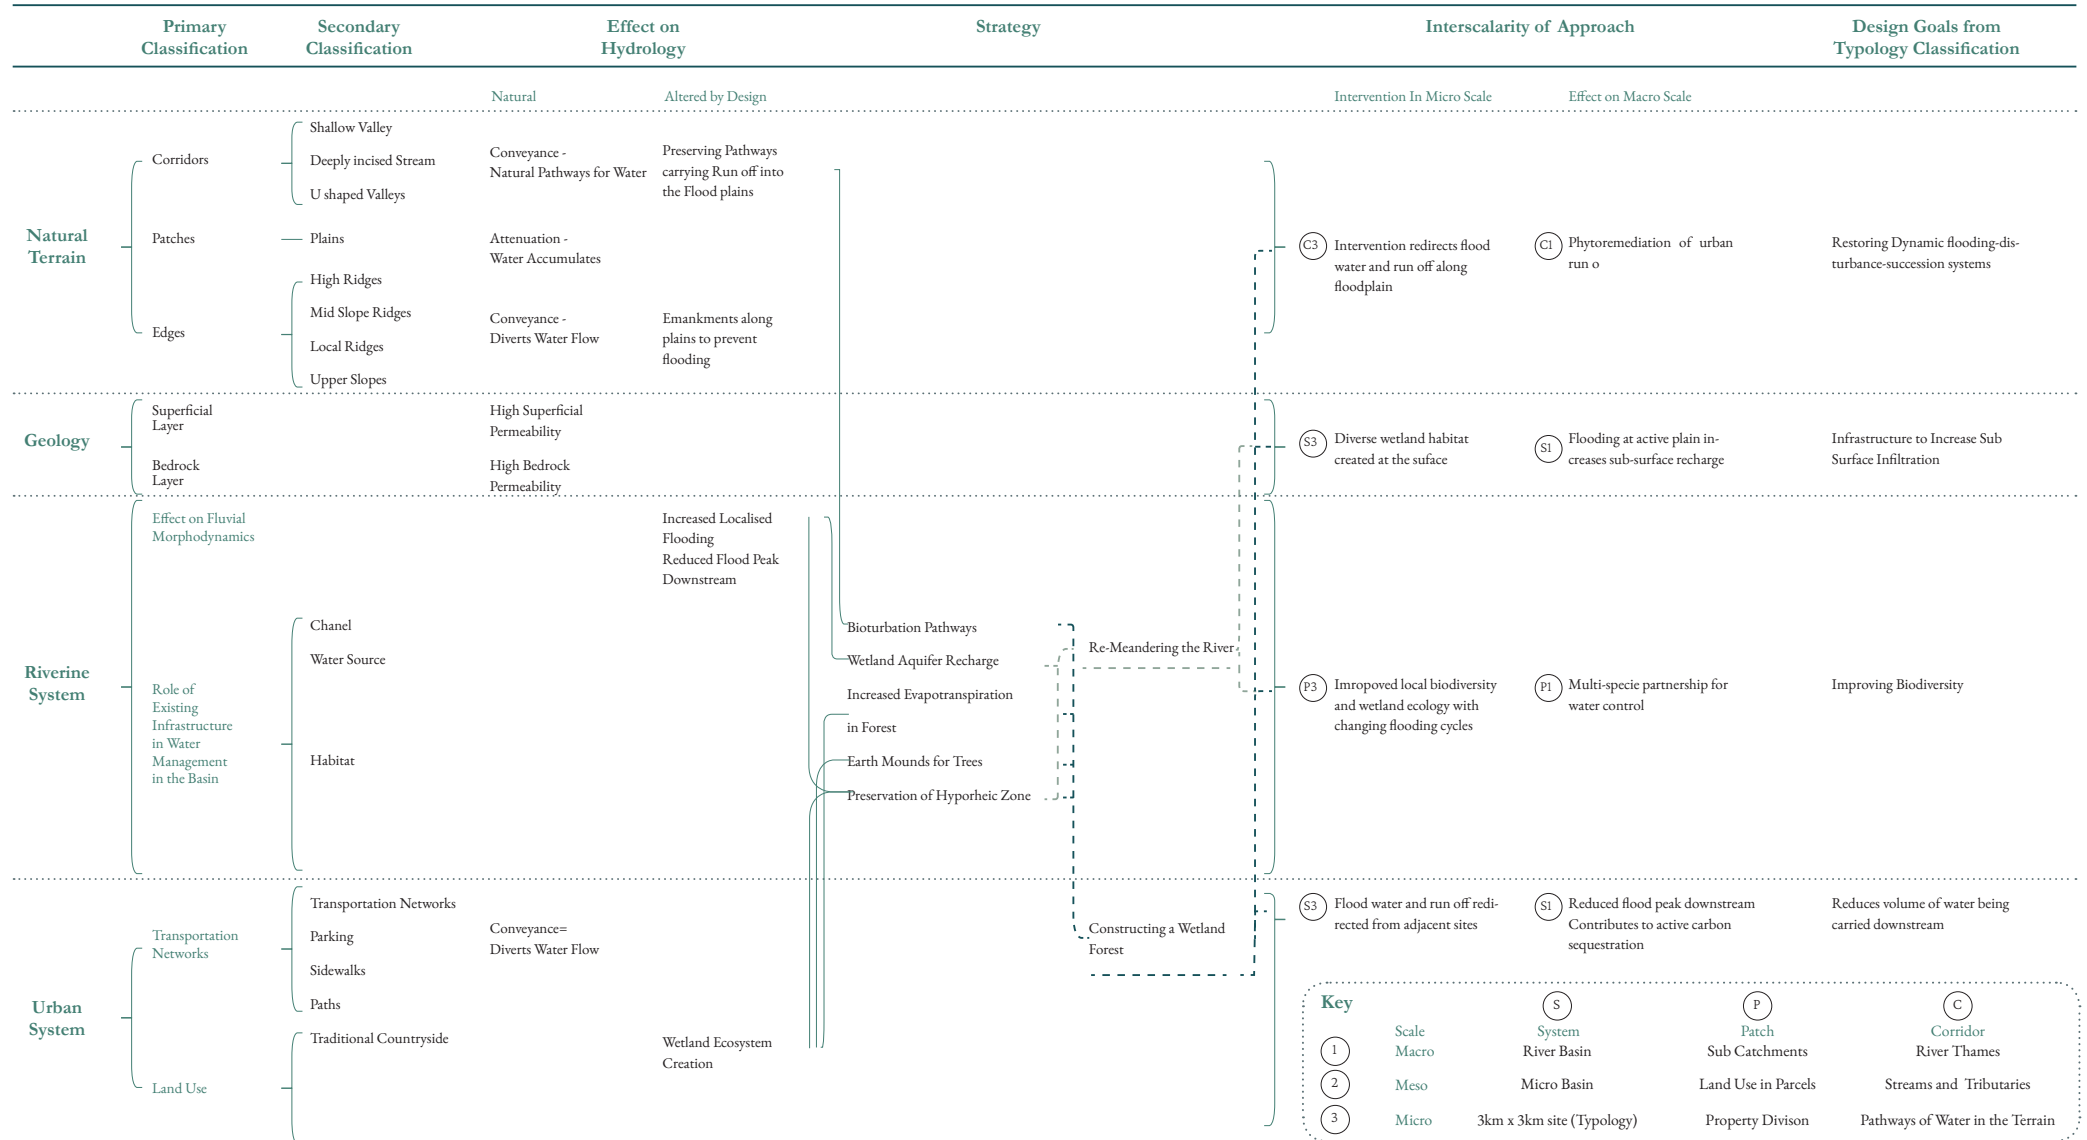 Primary
Classification
Secondary
Classification
Effect on
Hydrology
Strategy
Interscalarity of Approach
Design Goals from
Typology Classification
Natural
Altered by Design
Intervention In Micro Scale
Effect on Macro Scale
Natural
Terrain
Corridors
Shallow Valley
Deeply incised Stream
U shaped Valleys
Conveyance -
Natural Pathways for Water
Preserving Pathways
carrying Run off into
the Flood plains
Patches
Plains
Attenuation -
Water Accumulates
Edges
High Ridges
Mid Slope Ridges
Local Ridges
Upper Slopes
Conveyance -
Diverts Water Flow
Emankments along
plains to prevent
flooding
C3
Intervention redirects flood
water and run off along
floodplain
C1
Phytoremediation of urban
run o
Restoring Dynamic flooding-dis-
turbance-succession systems
Geology
Superficial
Layer
High Superficial
Permeability
Bedrock
Layer
High Bedrock
Permeability
S3
Diverse wetland habitat
created at the suface
S1
Flooding at active plain in-
creases sub-surface recharge
Infrastructure to Increase Sub
Surface Infiltration
Riverine
System
Effect on Fluvial
Morphodynamics
Increased Localised
Flooding
Reduced Flood Peak
Downstream
Role of
Existing
Infrastructure
in Water
Management
in the Basin
Chanel
Water Source
Habitat
Bioturbation Pathways
Wetland Aquifer Recharge
Increased Evapotranspiration
in Forest
Earth Mounds for Trees
Preservation of Hyporheic Zone
Re-Meandering the River
P3
Imropoved local biodiversity
and wetland ecology with
changing flooding cycles
P1
Multi-specie partnership for
water control
Improving Biodiversity
Urban
System
Transportation
Networks
Transportation Networks
Parking
Sidewalks
Paths
Conveyance=
Diverts Water Flow
Constructing a Wetland
Forest
S3
Flood water and run off redi-
rected from adjacent sites
S1
Reduced flood peak downstream
Contributes to active carbon
sequestration
Reduces volume of water being
carried downstream
Land Use
Traditional Countryside
Wetland Ecosystem
Creation
Key
S
P
C
Scale
System
Patch
Corridor
1
Macro
River Basin
Sub Catchments
River Thames
2
Meso
Micro Basin
Land Use in Parcels
Streams and Tributaries
3
Micro
3km x 3km site (Typology)
Property Divison
Pathways of Water in the Terrain